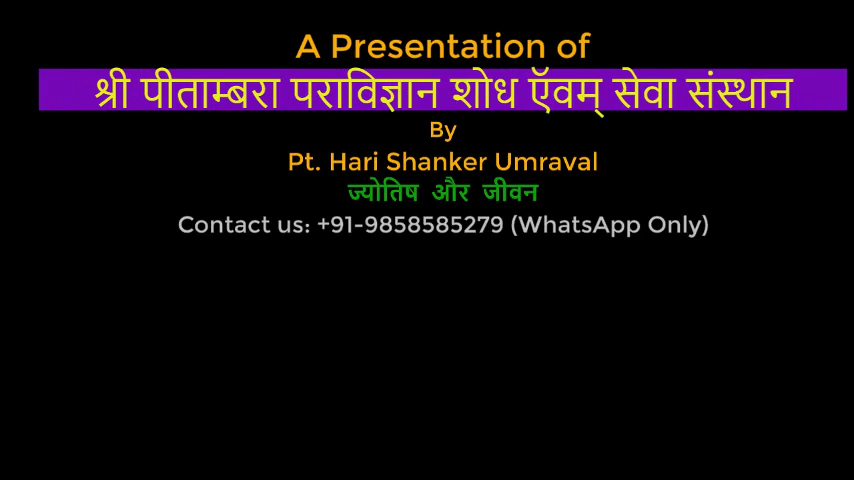 A Presentation of
श्री पीताम्बरा पराविज्ञान शोध ऍवम् सेवा संस्थान
By
Pt. Hari Shanker Umraval
ज्योतिष और जीवन
Contact us: +91-9858585279 (WhatsApp Only)